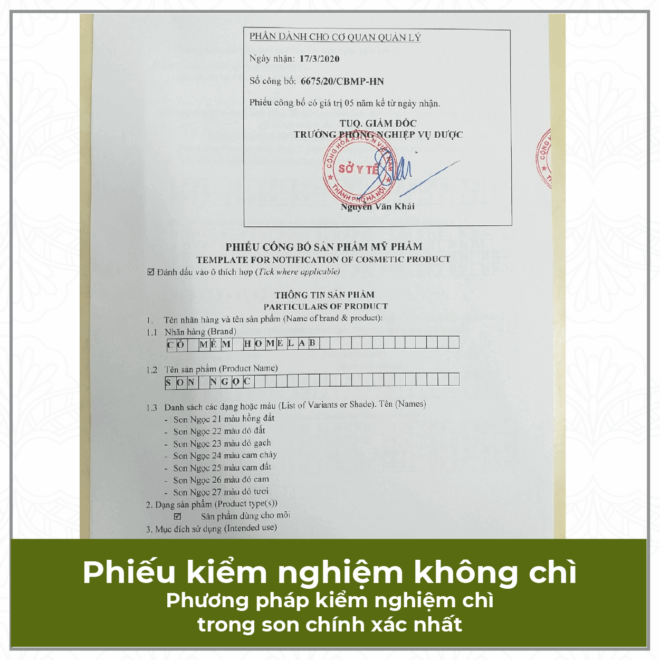 PHẦN DÀNH CHO CƠ QUAN QUẢN LÝ
Ngày nhận: 17/3/2020
Số công bố: 6675/20/CBMP-HN
Phiếu công bố có giá trị 05 năm kể từ ngày nhận.
TUQ. GIÁM ĐỐC
TRƯỞNG PHÒNG NGHIỆP VỤ DƯỢC
SỞ Y TẾ
THÀNH PHỐ HÀ NỘI
Nguyễn Văn Khải
PHIẾU CÔNG BỐ SẢN PHẨM MỸ PHẨM
TEMPLATE FOR NOTIFICATION OF COSMETIC PRODUCT
☑ Đánh dấu vào ô thích hợp (Tick where applicable)
THÔNG TIN SẢN PHẨM
PARTICULARS OF PRODUCT
1. Tên nhãn hàng và tên sản phẩm (Name of brand & product):
1.1 Nhãn hàng (Brand)
CỎ MỀM HOMELAB
1.2 Tên sản phẩm (Product Name)
SON NGỌC
1.3 Danh sách các dạng hoặc màu (List of Variants or Shade). Tên (Names)
- Son Ngọc 21 màu hồng đất
- Son Ngọc 22 màu đỏ đất
- Son Ngọc 23 màu đỏ gạch
- Son Ngọc 24 màu cam cháy
- Son Ngọc 25 màu cam đất
- Son Ngọc 26 màu đỏ cam
- Son Ngọc 27 màu đỏ tươi
2. Dạng sản phẩm (Product type(s))
☑ Sản phẩm dùng cho môi
3. Mục đích sử dụng (Intended use)
Phiếu kiểm nghiệm không chì
Phương pháp kiểm nghiệm chì
trong son chính xác nhất